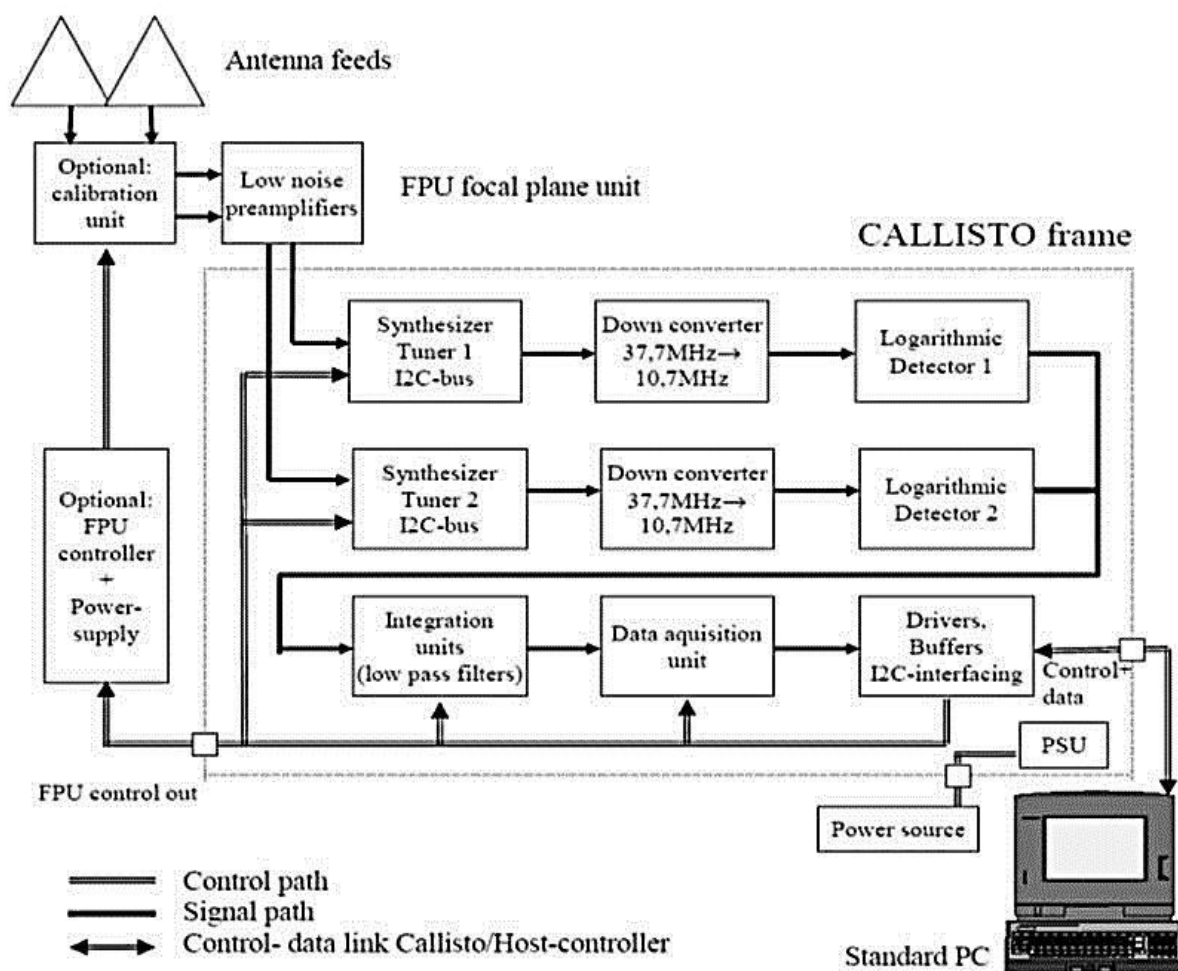 Antenna feeds
Optional:
calibration
unit
Low noise
preamplifiers
FPU focal plane unit
CALLISTO frame
Synthesizer
Tuner 1
I2C-bus
Down converter
37,7MHz→
10,7MHz
Logarithmic
Detector 1
Optional:
FPU
controller
+
Power-
supply
Synthesizer
Tuner 2
I2C-bus
Down converter
37,7MHz→
10,7MHz
Logarithmic
Detector 2
Integration
units
(low pass filters)
Data aquisition
unit
Drivers,
Buffers
I2C-interfacing
Control+
data
PSU
FPU control out
Power source
Control path
Signal path
Control- data link Callisto/Host-controller
Standard PC